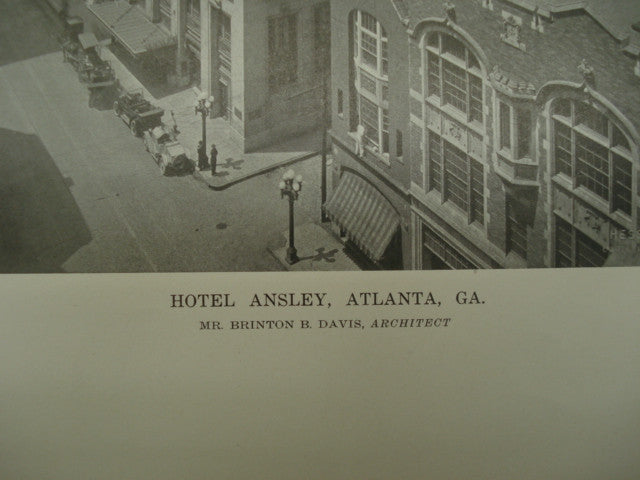 HOTEL ANSLEY, ATLANTA, GA.
MR. BRINTON B. DAVIS, ARCHITECT